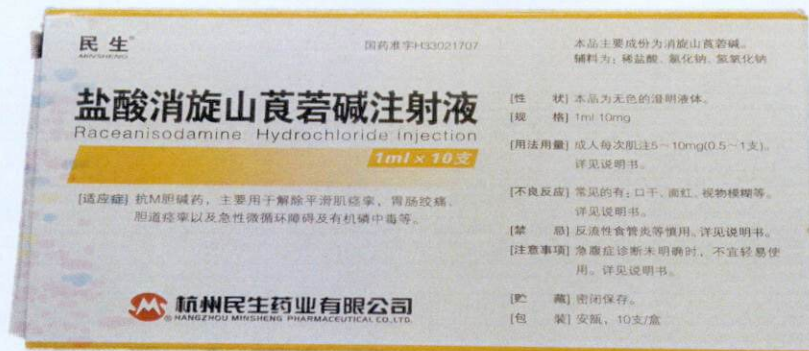 民生®
MINSHENG
国药准字H33021707
盐酸消旋山莨菪碱注射液
Raceanisodamine Hydrochloride Injection
1ml×10支
[适应症] 抗M胆碱药，主要用于解除平滑肌痉挛，胃肠绞痛、
胆道痉挛以及急性微循环障碍及有机磷中毒等。
杭州民生药业有限公司
HANGZHOU MINSHENG PHARMACEUTICAL CO.,LTD.
本品主要成份为消旋山莨菪碱。
辅料为：稀盐酸、氯化钠、氢氧化钠
[性 状] 本品为无色的澄明液体。
[规 格] 1ml:10mg
[用法用量] 成人每次肌注5～10mg(0.5～1支)。
详见说明书。
[不良反应] 常见的有：口干、面红、视物模糊等。
详见说明书。
[禁 忌] 反流性食管炎等慎用。详见说明书。
[注意事项] 急腹症诊断未明确时，不宜轻易使
用。详见说明书。
[贮 藏] 密闭保存。
[包 装] 安瓿，10支/盒